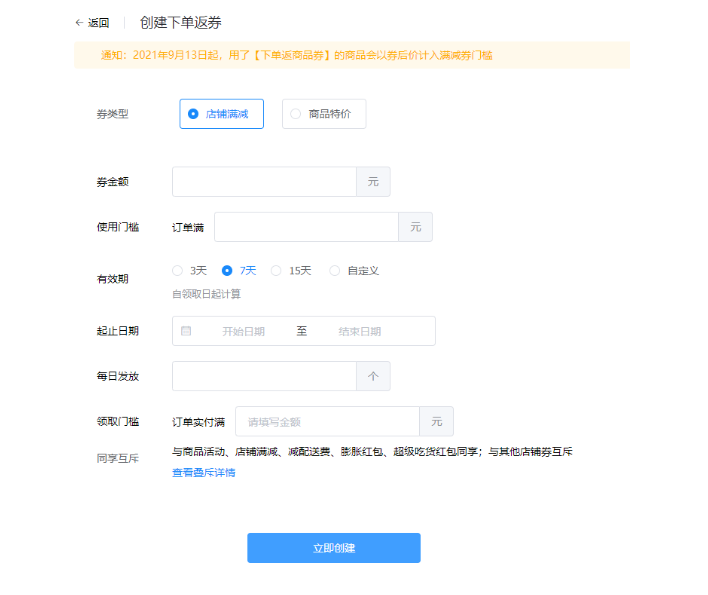 返回 创建下单返券
通知：2021年9月13日起，用了【下单返商品券】的商品会以券后价计入满减券门槛
券类型 店铺满减 商品特价
券金额 元
使用门槛 订单满 元
有效期 3天 7天 15天 自定义
自领取日起计算
起止日期 开始日期 至 结束日期
每日发放 个
领取门槛 订单实付满 请填写金额 元
同享互斥 与商品活动、店铺满减、减配送费、膨胀红包、超级吃货红包同享；与其他店铺券互斥
查看叠斥详情
立即创建